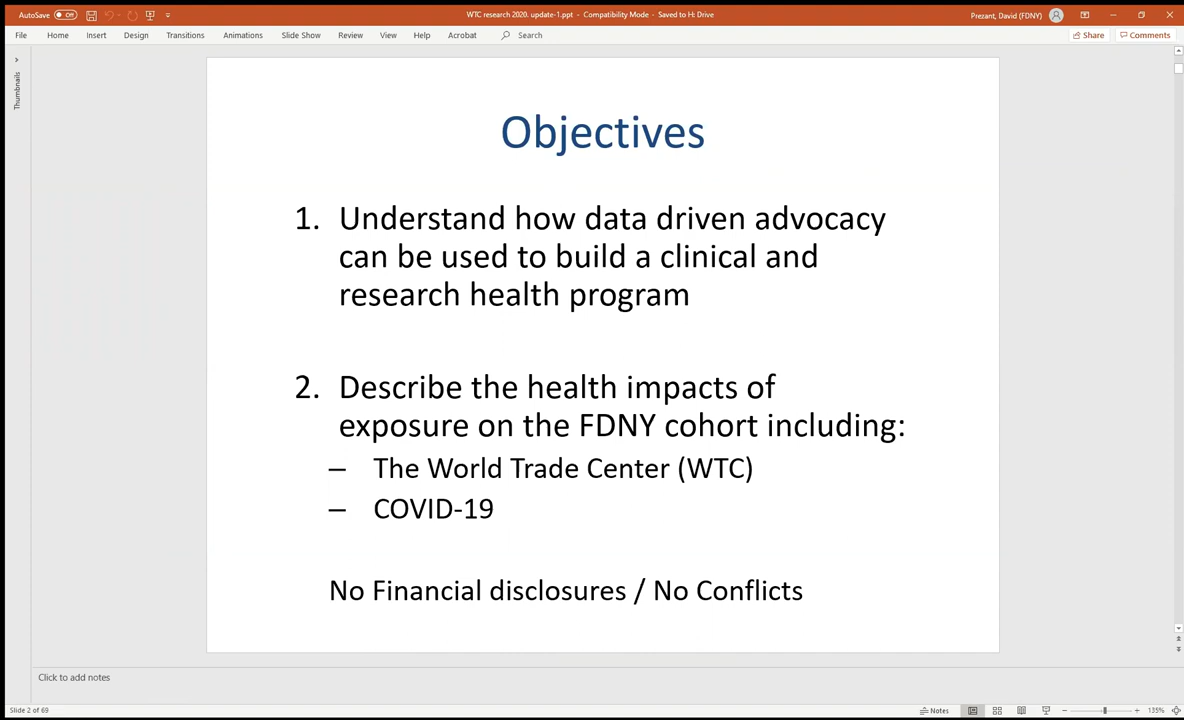 AutoSave Off WTC research 2020. update-1.ppt - Compatibility Mode - Saved to H: Drive Prezant, David (FDNY)
File Home Insert Design Transitions Animations Slide Show Review View Help Acrobat Search Share Comments
Thumbnails
Objectives
1. Understand how data driven advocacy
can be used to build a clinical and
research health program
2. Describe the health impacts of
exposure on the FDNY cohort including:
– The World Trade Center (WTC)
– COVID-19
No Financial disclosures / No Conflicts
Click to add notes
Slide 2 of 69 Notes 135%